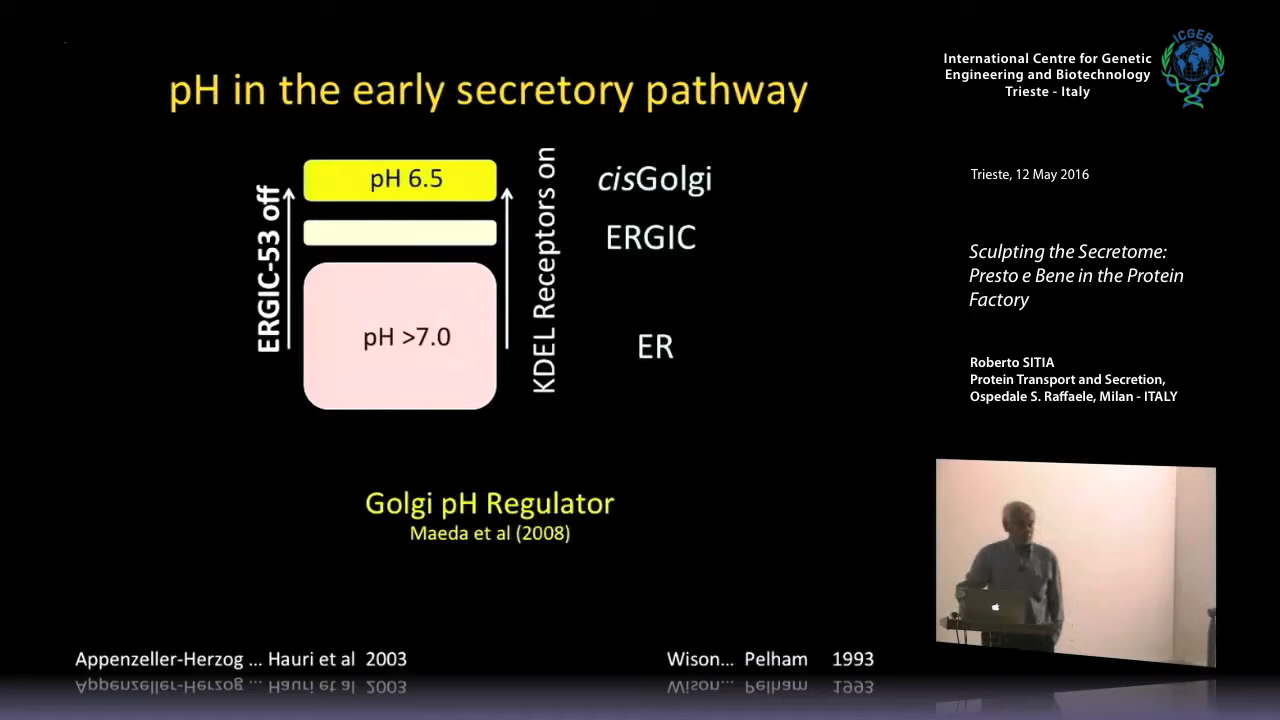 pH in the early secretory pathway
ERGIC-53 off
pH 6.5
pH >7.0
KDEL Receptors on
cisGolgi
ERGIC
ER
Golgi pH Regulator
Maeda et al (2008)
Appenzeller-Herzog ... Hauri et al 2003
Wison... Pelham 1993
ICGEB
International Centre for Genetic
Engineering and Biotechnology
Trieste - Italy
Trieste, 12 May 2016
Sculpting the Secretome:
Presto e Bene in the Protein
Factory
Roberto SITIA
Protein Transport and Secretion,
Ospedale S. Raffaele, Milan - ITALY